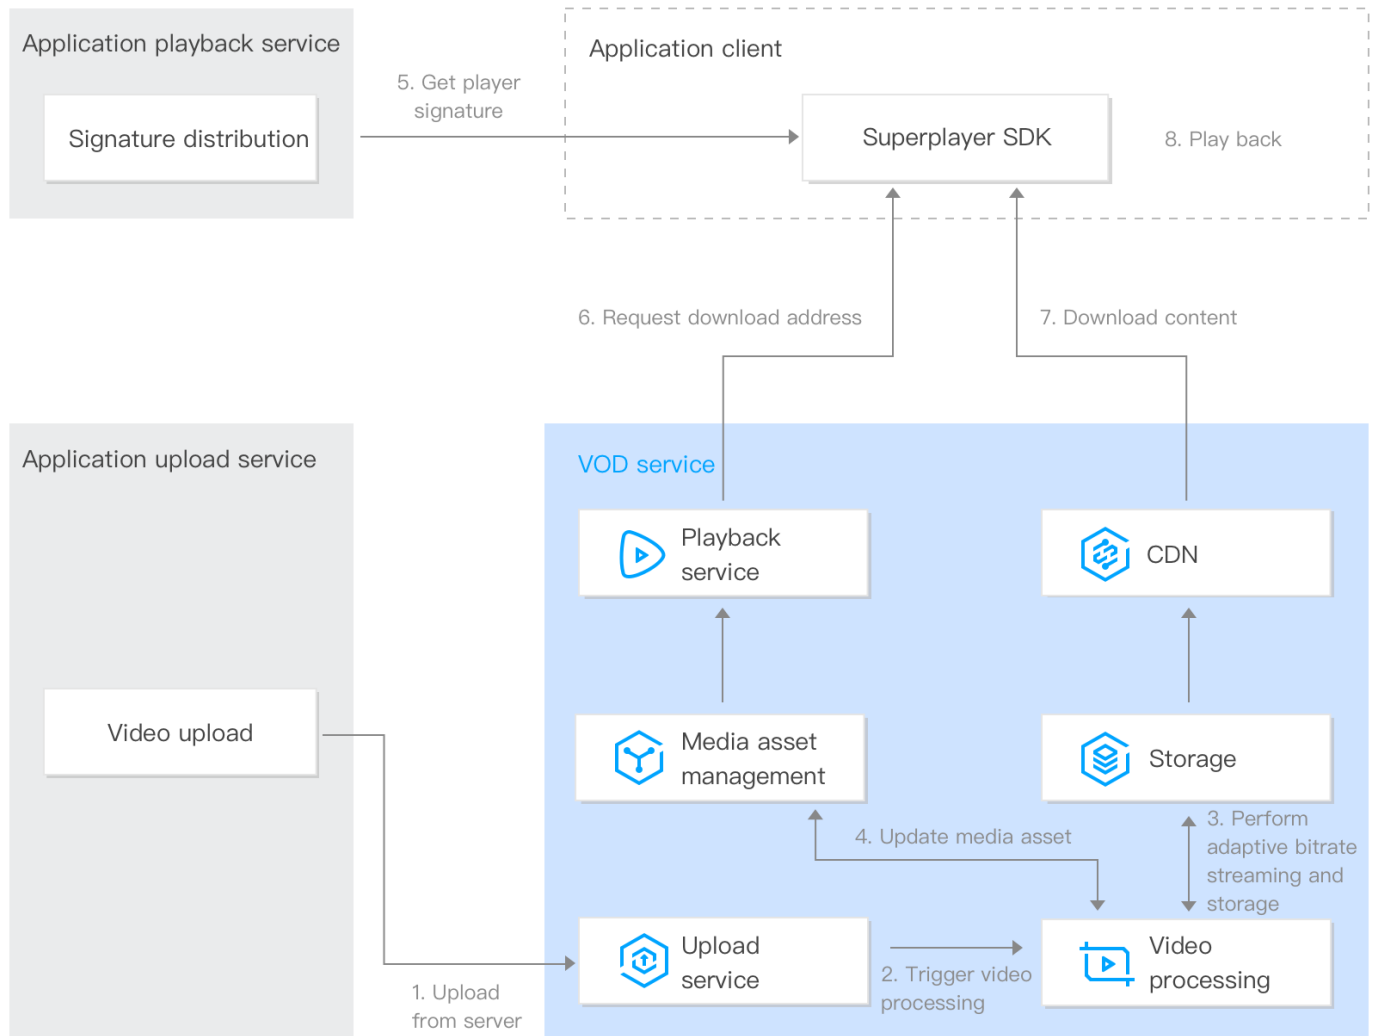 Application playback service
Signature distribution
5. Get player
signature
Application client
Superplayer SDK
8. Play back
6. Request download address
7. Download content
Application upload service
Video upload
VOD service
Playback
service
CDN
Media asset
management
Storage
4. Update media asset
3. Perform
adaptive bitrate
streaming and
storage
Upload
service
2. Trigger video
processing
Video
processing
1. Upload
from server